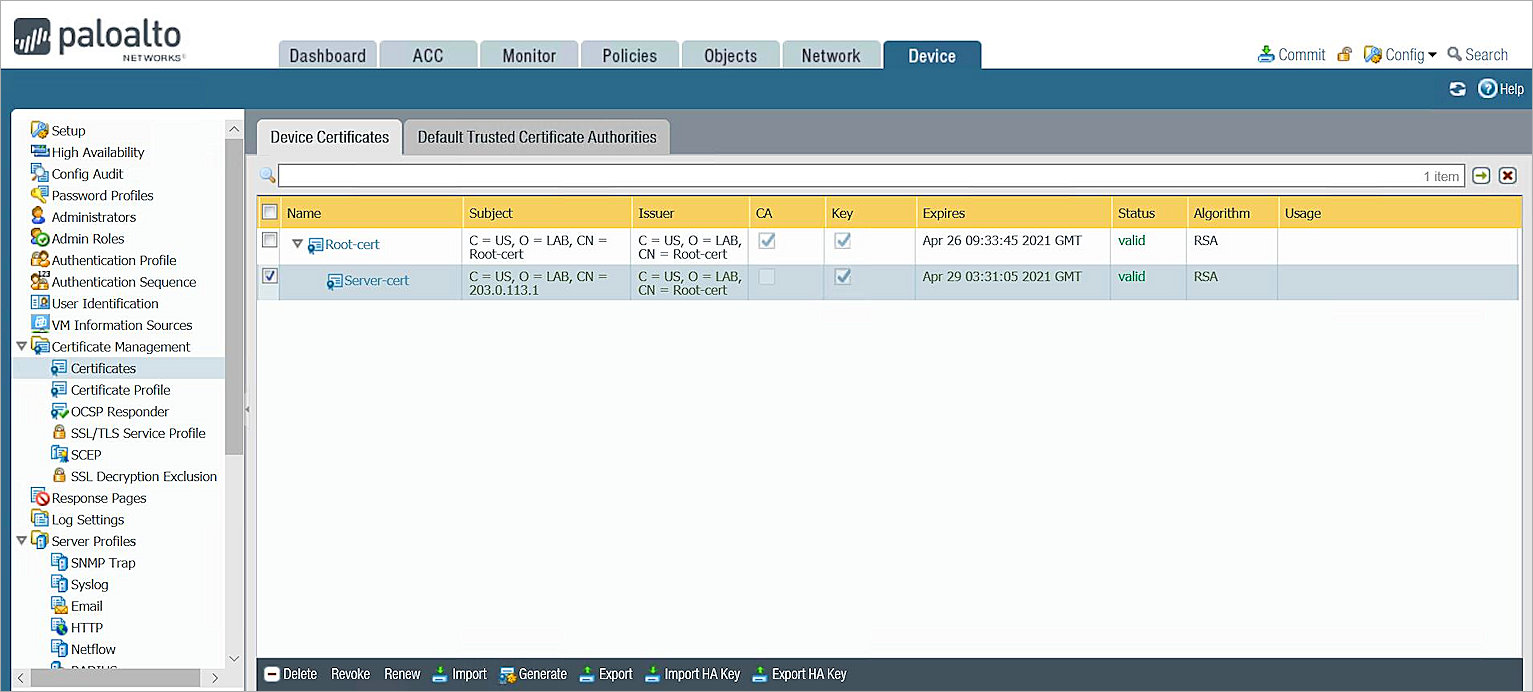 paloalto
NETWORKS®
Dashboard ACC Monitor Policies Objects Network Device
Commit Config Search
Help
Setup
High Availability
Config Audit
Password Profiles
Administrators
Admin Roles
Authentication Profile
Authentication Sequence
User Identification
VM Information Sources
Certificate Management
Certificates
Certificate Profile
OCSP Responder
SSL/TLS Service Profile
SCEP
SSL Decryption Exclusion
Response Pages
Log Settings
Server Profiles
SNMP Trap
Syslog
Email
HTTP
Netflow
RADIUS
Device Certificates Default Trusted Certificate Authorities
1 item
Name Subject Issuer CA Key Expires Status Algorithm Usage
Root-cert C = US, O = LAB, CN = C = US, O = LAB, Apr 26 09:33:45 2021 GMT valid RSA
Root-cert CN = Root-cert
Server-cert C = US, O = LAB, CN = C = US, O = LAB, Apr 29 03:31:05 2021 GMT valid RSA
203.0.113.1 CN = Root-cert
Delete Revoke Renew Import Generate Export Import HA Key Export HA Key